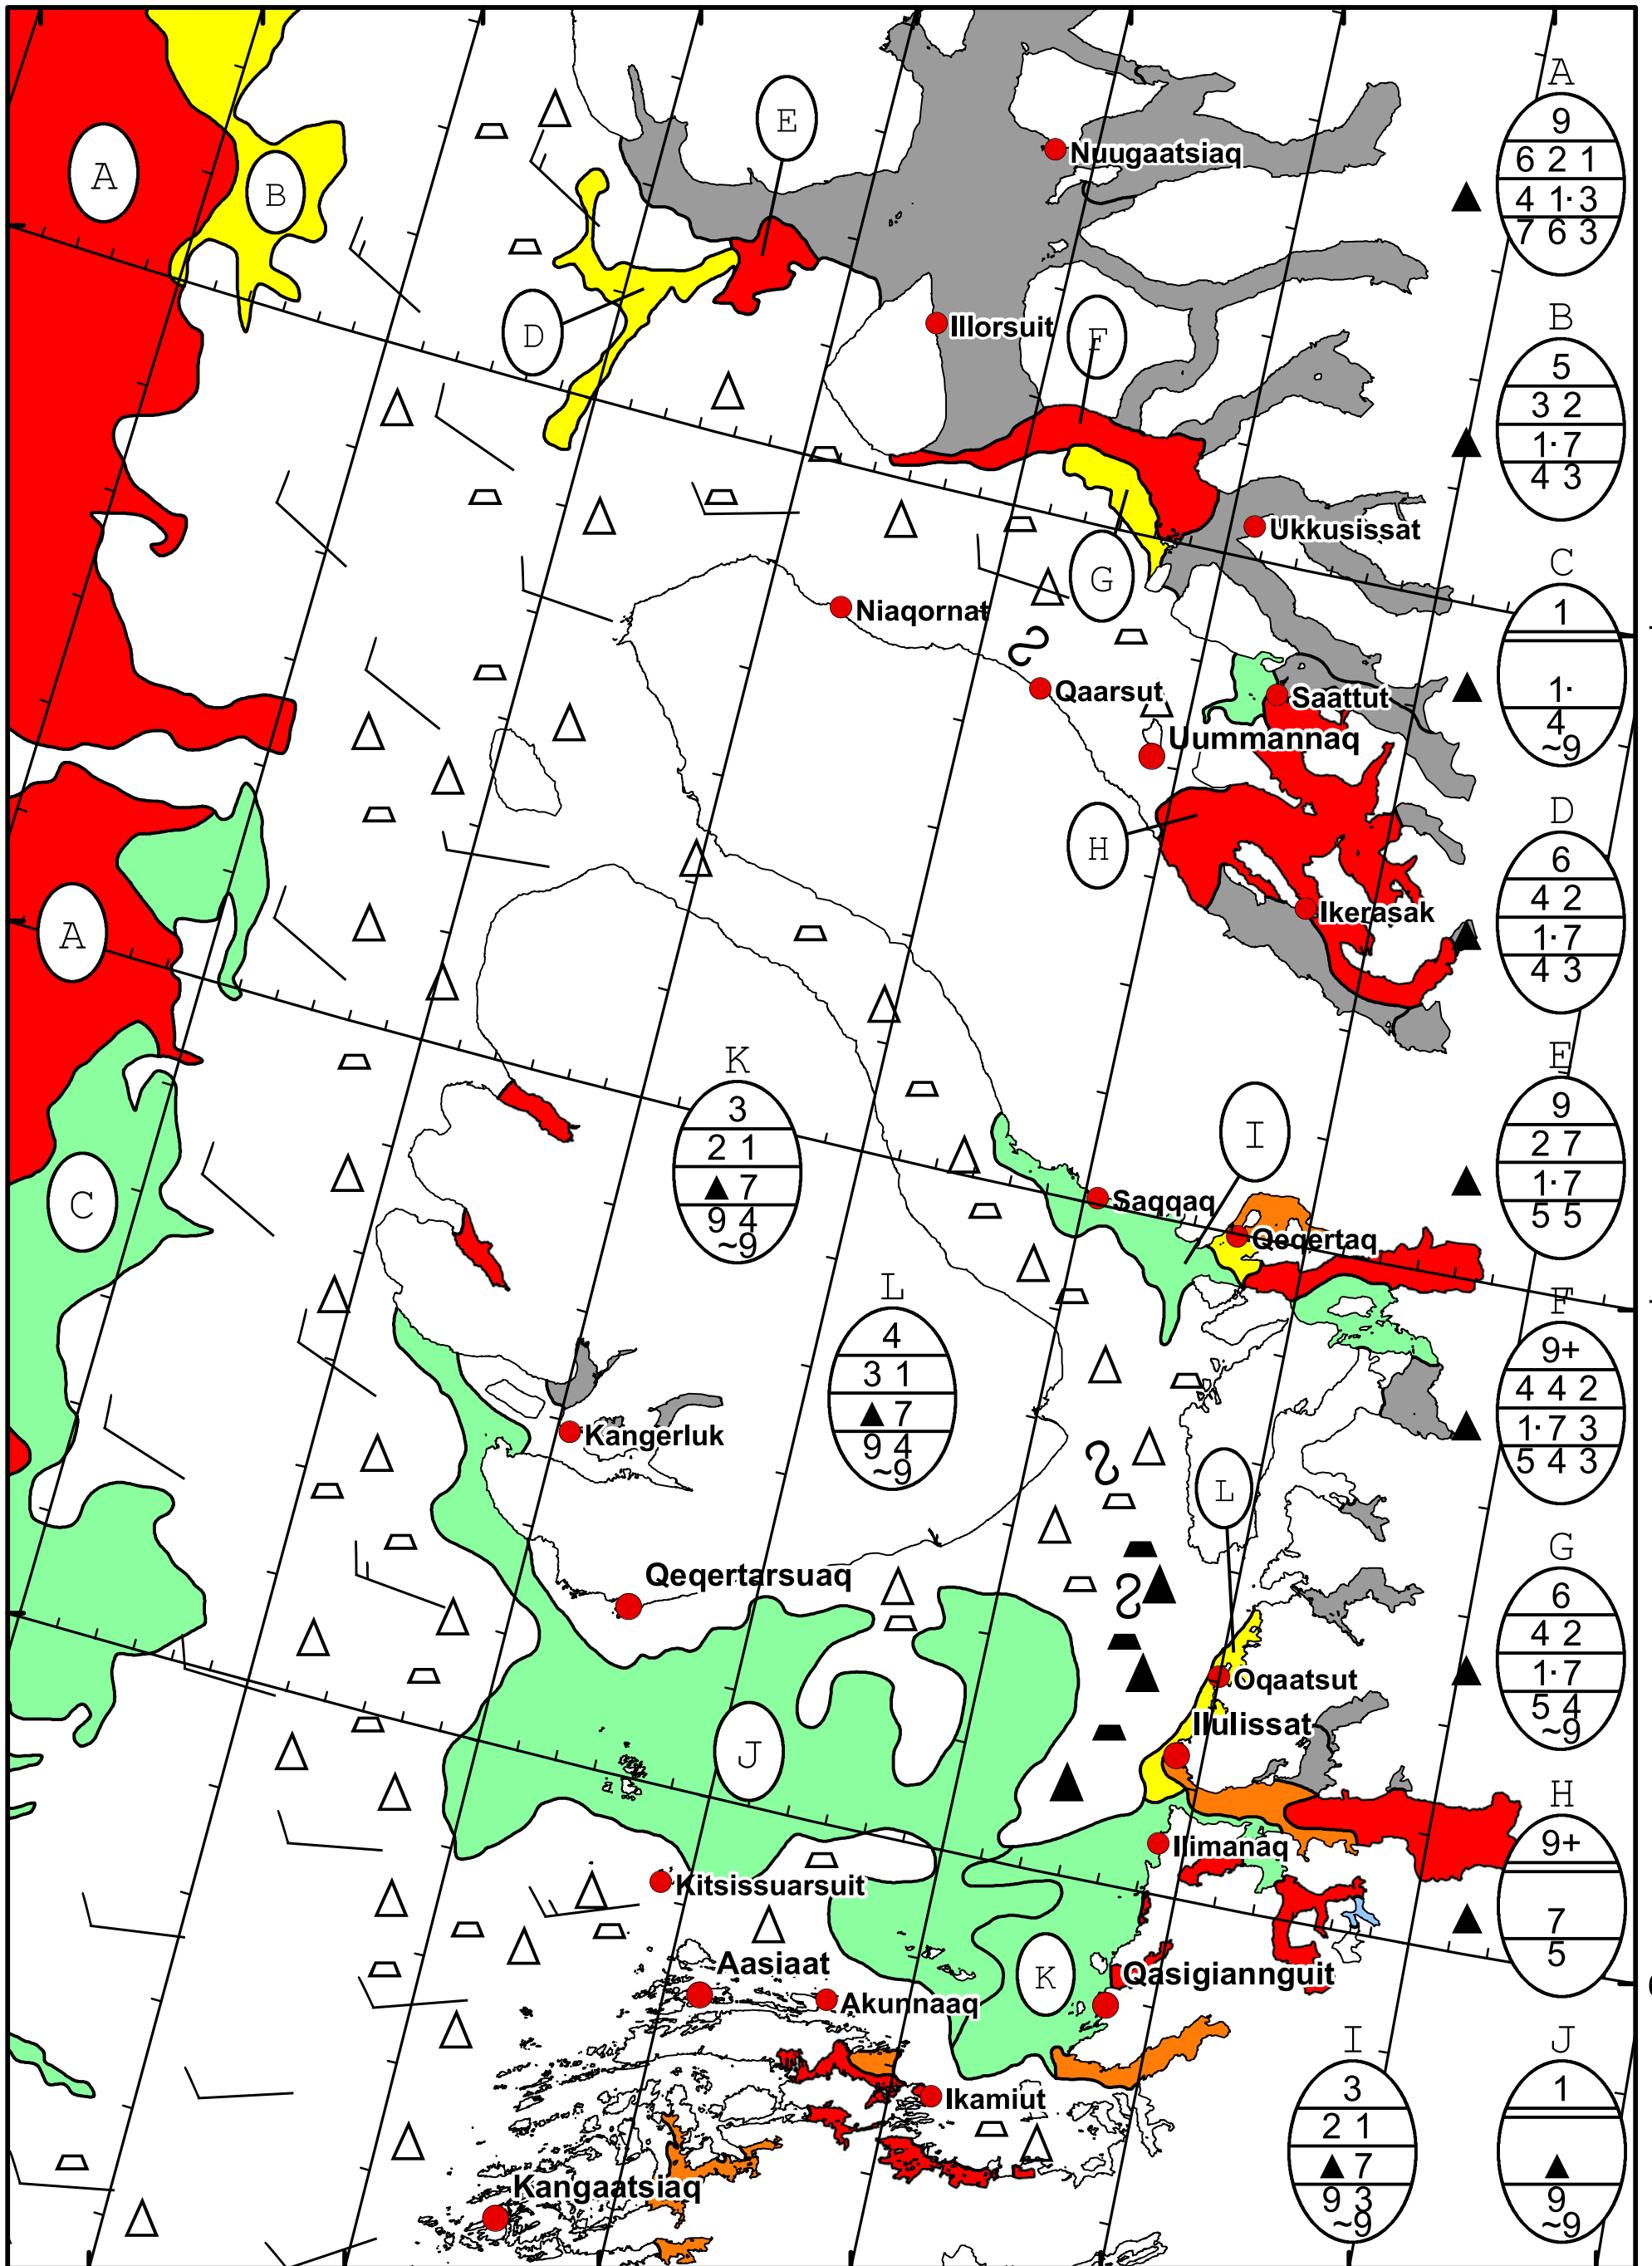 A
9
6 2 1
4 1· 3
7 6 3
E
Nuugaatsiaq
A
B
B
5
3 2
1· 7
4 3
Illorsuit
D
F
C
1
1·
4
~9
Ukkusissat
G
Niaqornat
Qaarsut
Saattut
Uummannaq
D
6
4 2
1· 7
4 3
H
Ikerasak
A
E
9
2 7
1· 7
5 5
K
3
2 1
▲ 7
9 4
~9
I
C
Saqqaq
Qeqertaq
L
4
3 1
▲ 7
9 4
~9
F
9+
4 4 2
1· 7 3
5 4 3
Kangerluk
L
G
6
4 2
1· 7
5 4
~9
Qeqertarsuaq
Oqaatsut
Ilulissat
J
H
9+
7
5
Ilimanaq
Kitsissuarsuit
Aasiaat
K
Qasigiannguit
Akunnaaq
I
3
2 1
▲ 7
9 3
~9
J
1
▲
9
~9
Ikamiut
Kangaatsiaq